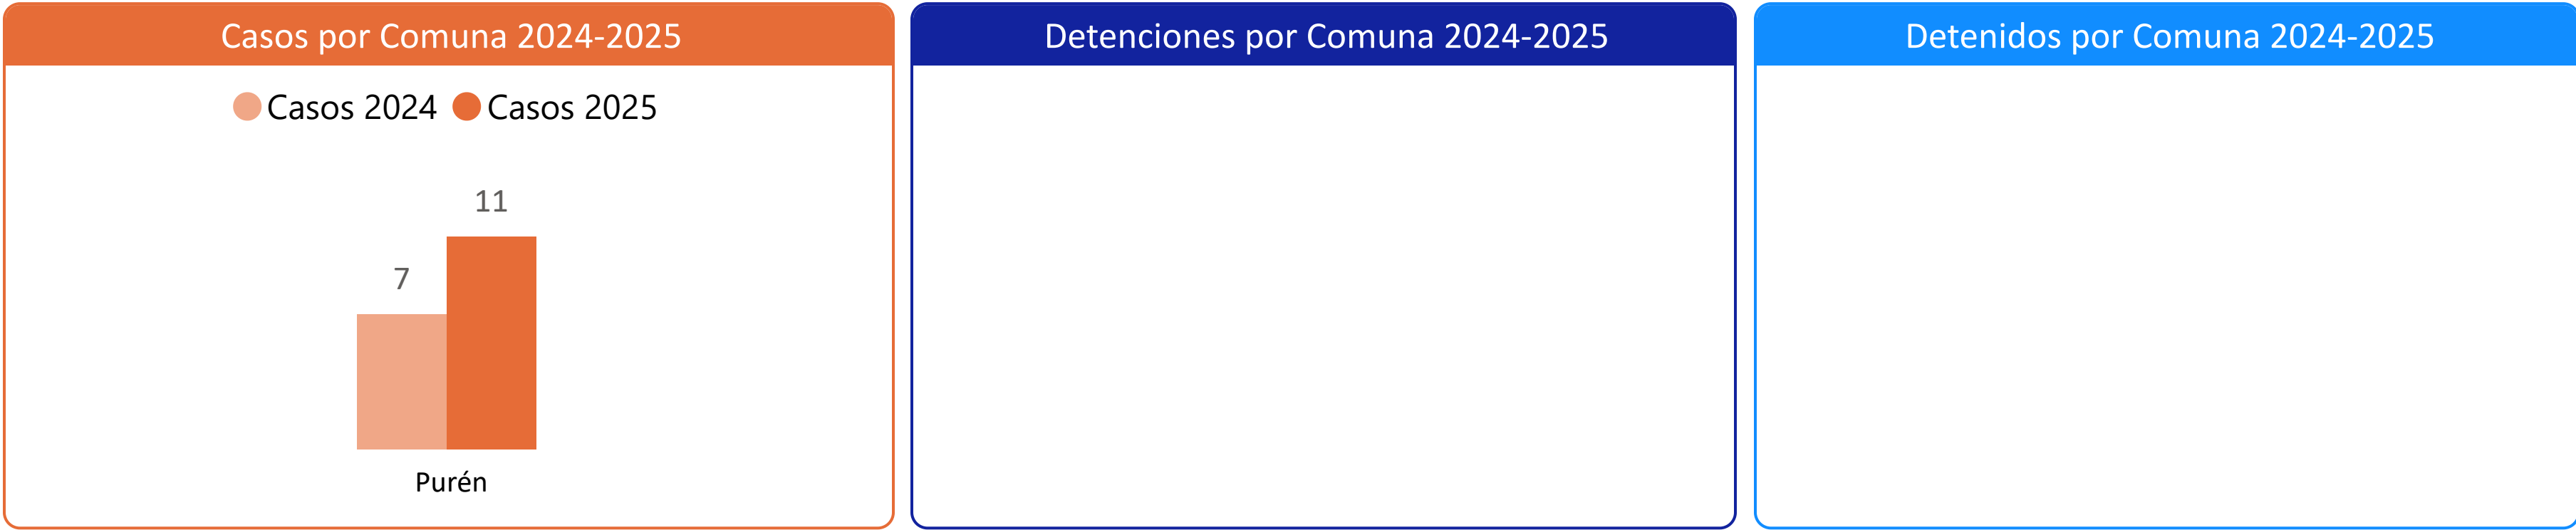 Casos por Comuna 2024-2025
Casos 2024 Casos 2025
11
7
Purén
Detenciones por Comuna 2024-2025
Detenidos por Comuna 2024-2025